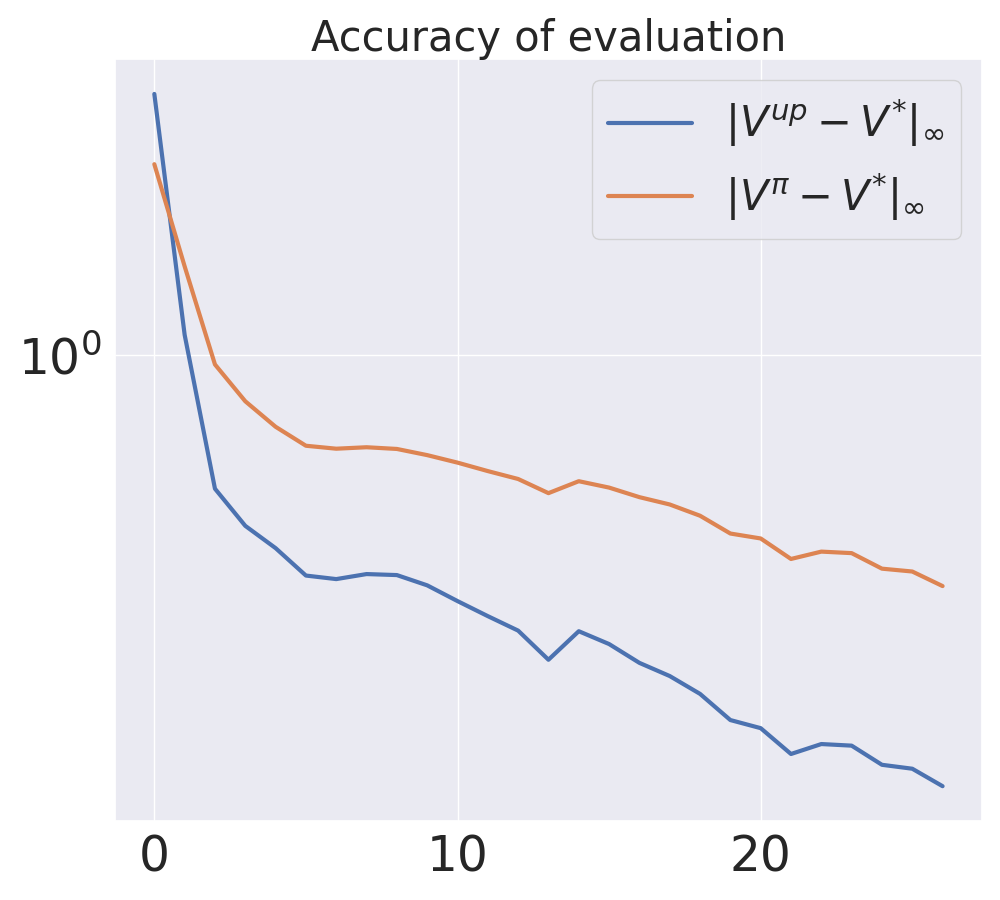 Accuracy of evaluation
|V^{up} − V^*|_∞
|V^π − V^*|_∞
10^0
0 10 20